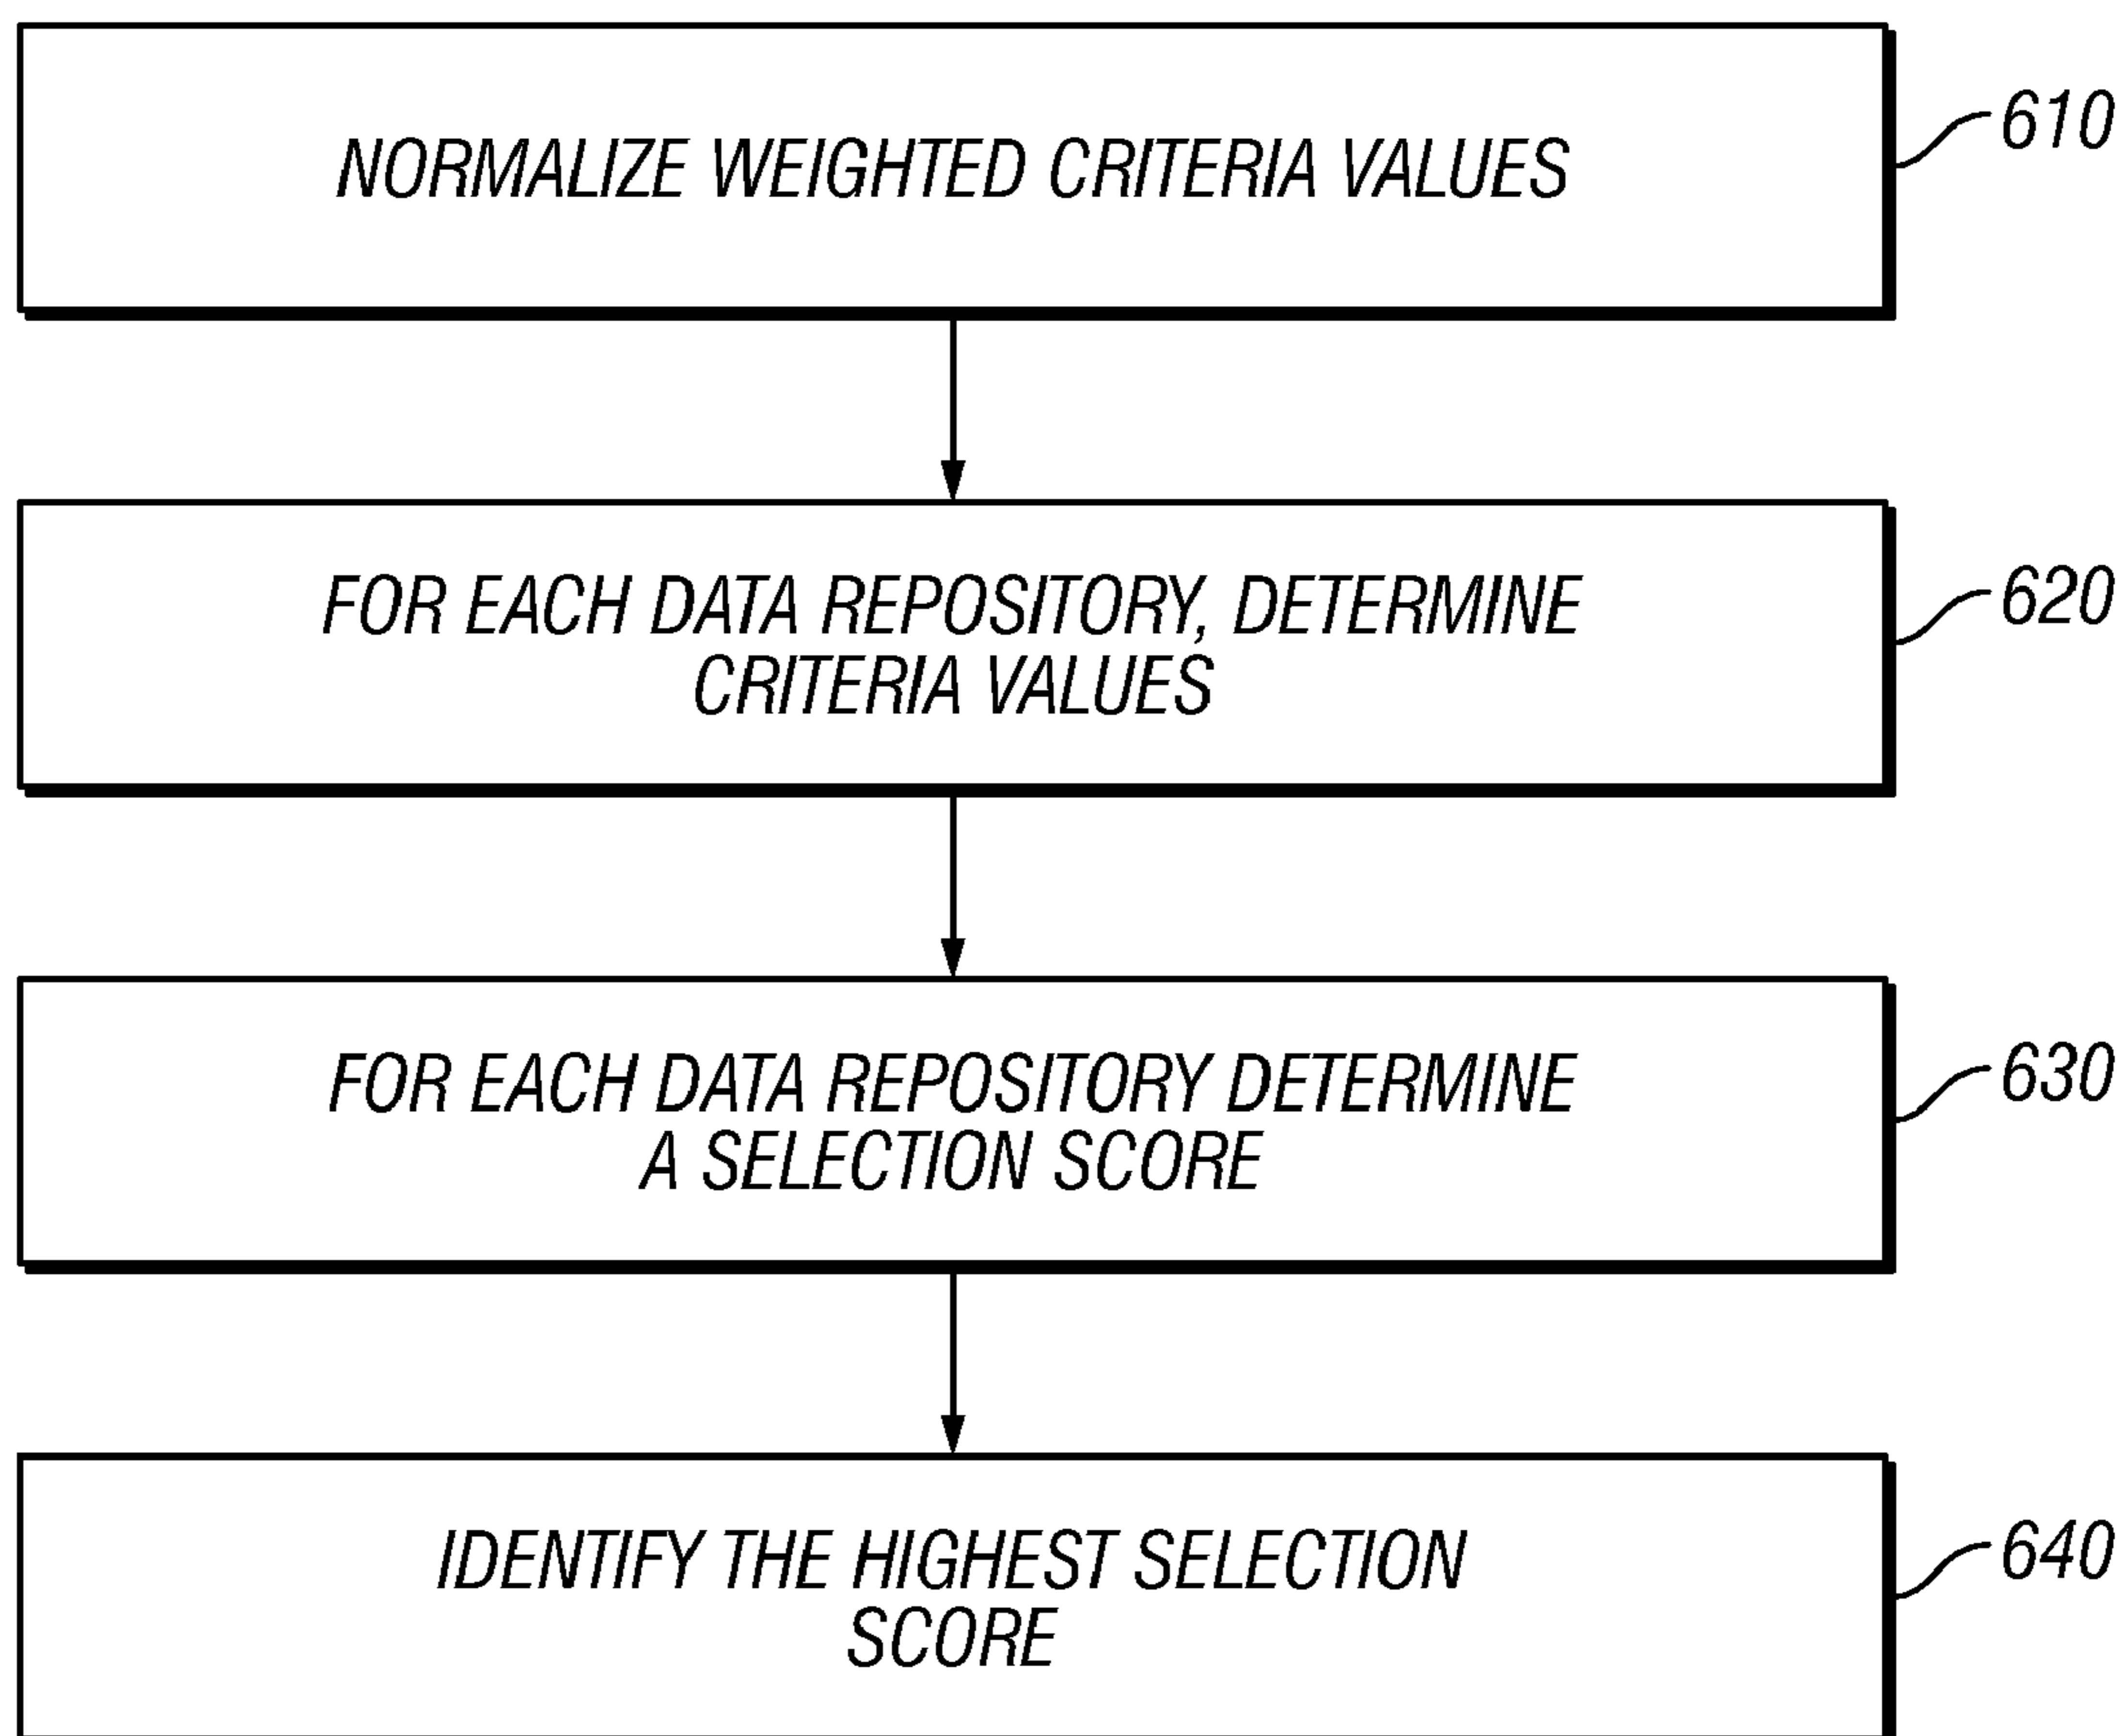 NORMALIZE WEIGHTED CRITERIA VALUES
610
FOR EACH DATA REPOSITORY, DETERMINE
CRITERIA VALUES
620
FOR EACH DATA REPOSITORY DETERMINE
A SELECTION SCORE
630
IDENTIFY THE HIGHEST SELECTION
SCORE
640